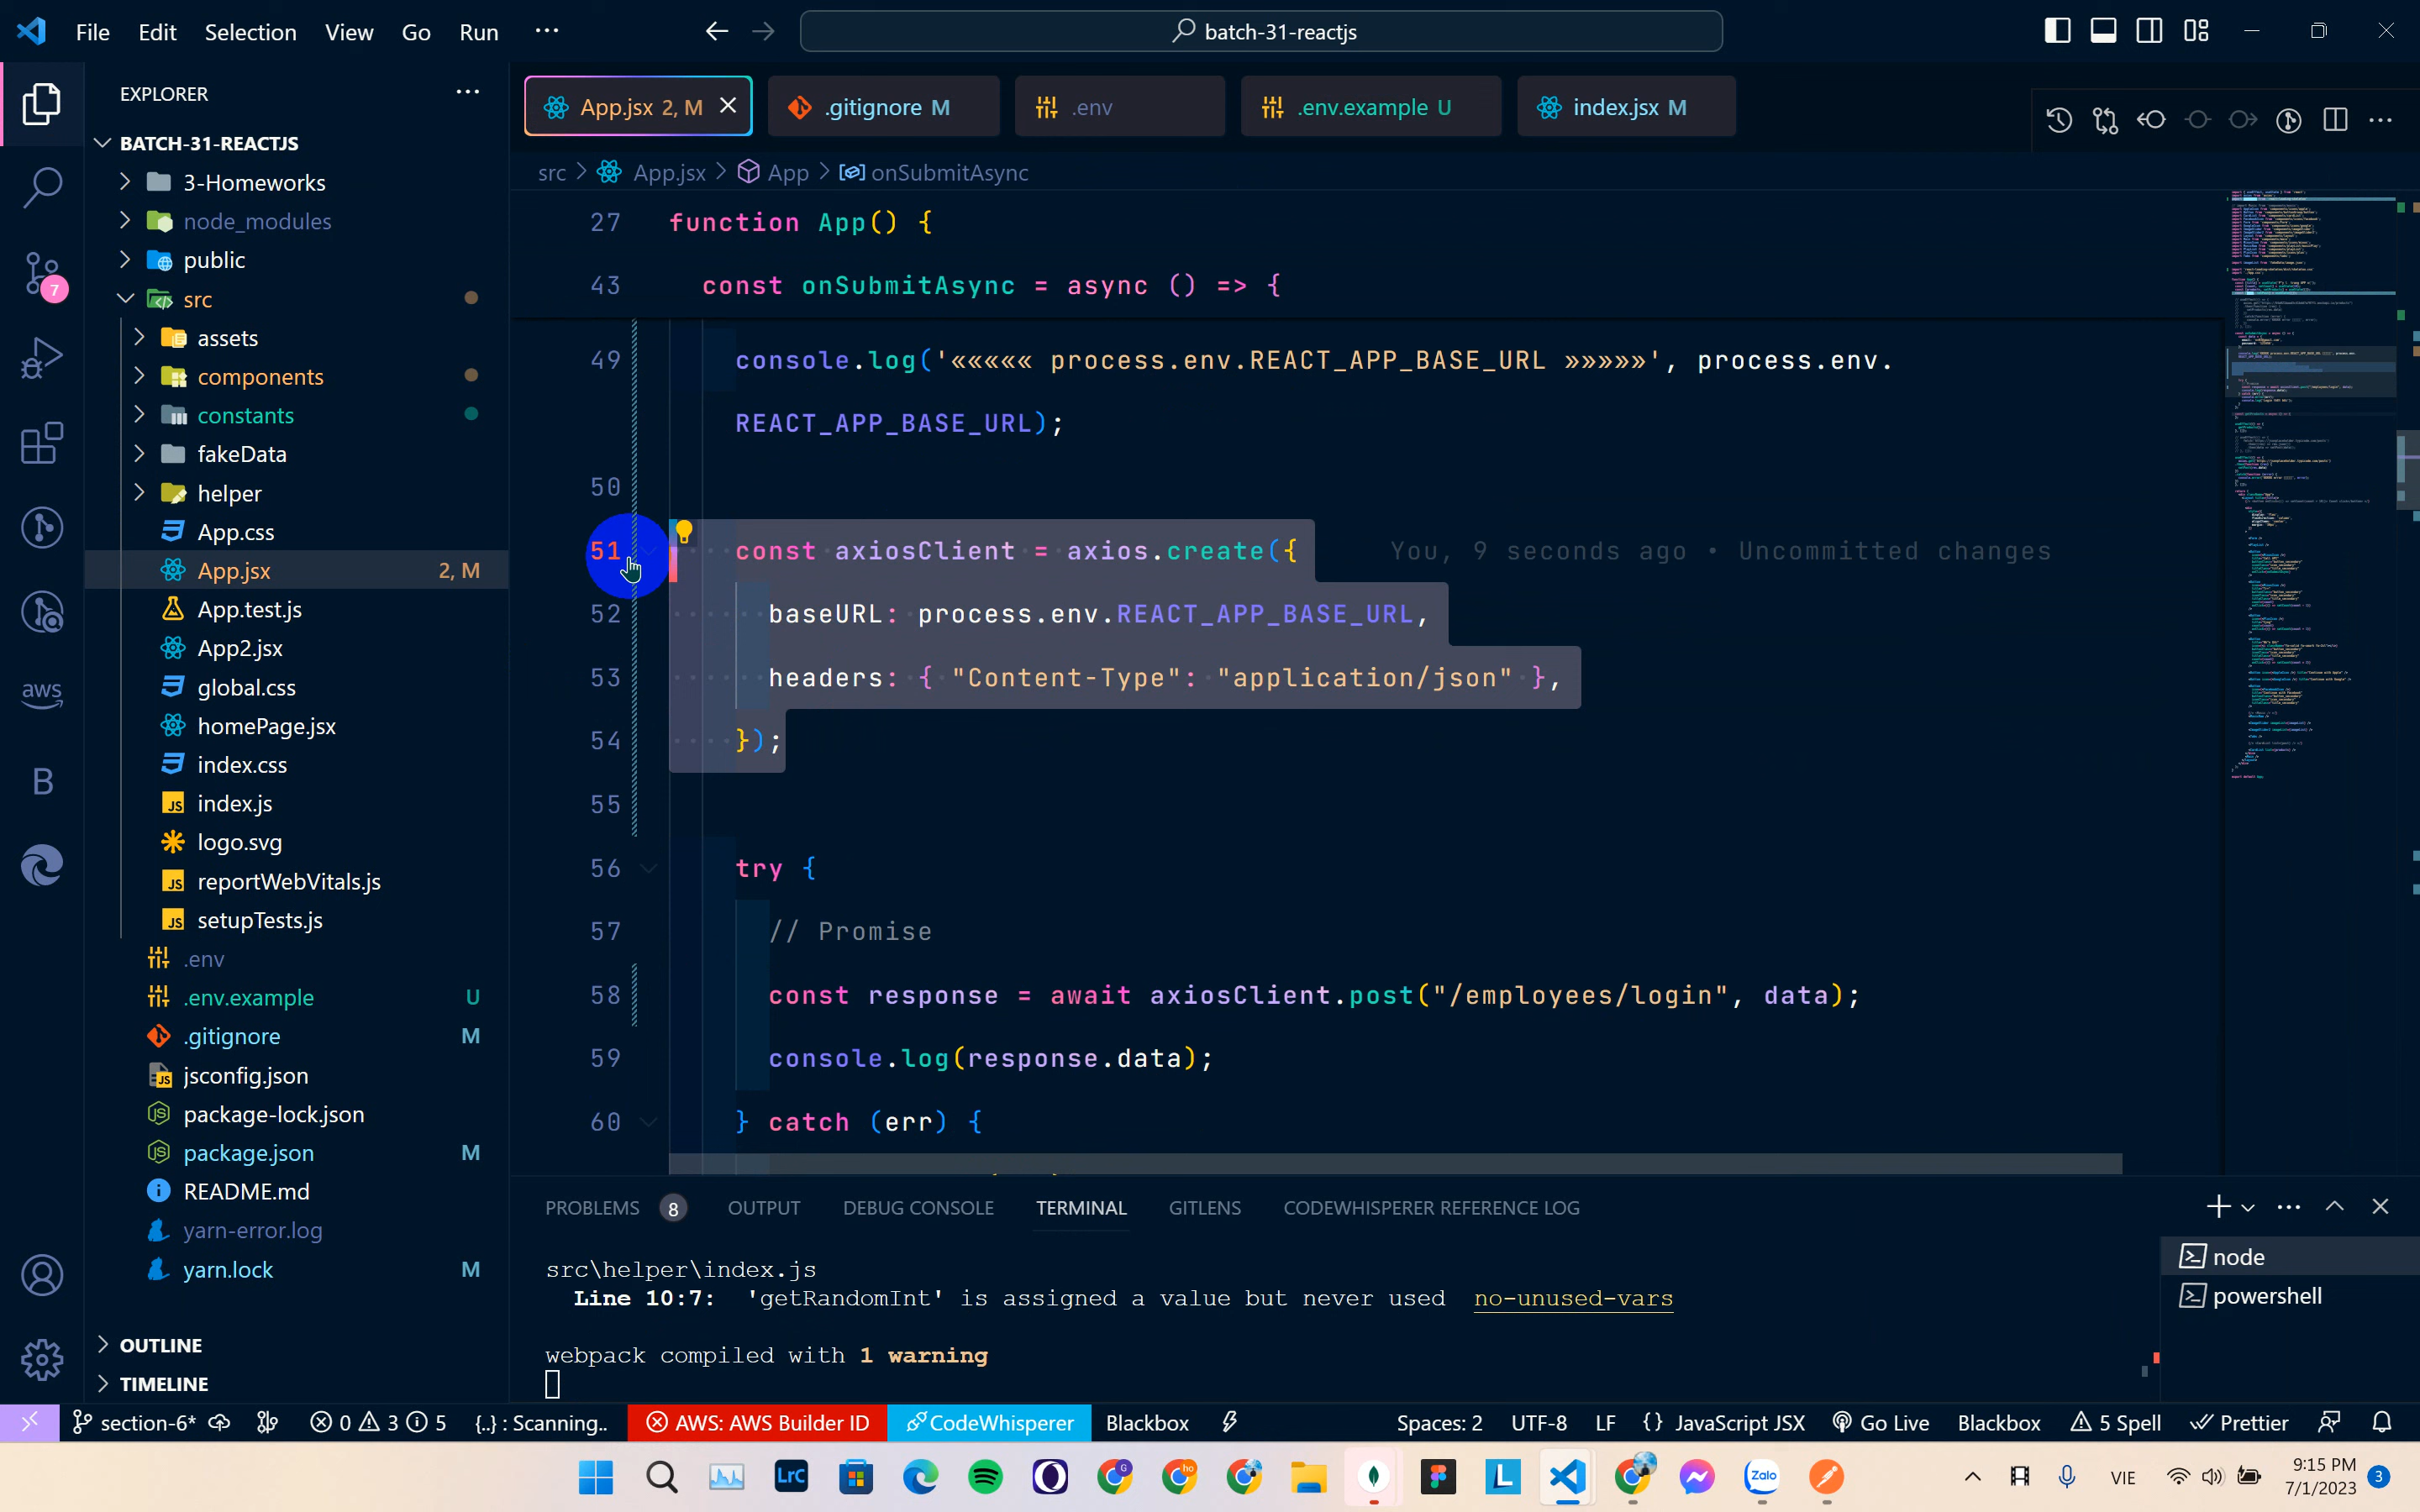 File Edit Selection View Go Run ···
batch-31-reactjs
EXPLORER ···
BATCH-31-REACTJS
3-Homeworks
node_modules
public
src
assets
components
constants
fakeData
helper
App.css
App.jsx 2, M
App.test.js
App2.jsx
global.css
homePage.jsx
index.css
index.js
logo.svg
reportWebVitals.js
setupTests.js
.env
.env.example U
.gitignore M
jsconfig.json
package-lock.json
package.json M
README.md
yarn-error.log
yarn.lock M
OUTLINE
TIMELINE
7
aws
B
App.jsx 2, M
.gitignore M
.env
.env.example U
index.jsx M
src > App.jsx > App > onSubmitAsync
27 function App() {
43 const onSubmitAsync = async () => {
49 console.log('««««« process.env.REACT_APP_BASE_URL »»»»»', process.env.
REACT_APP_BASE_URL);
50
51 const axiosClient = axios.create({ You, 9 seconds ago • Uncommitted changes
52 baseURL: process.env.REACT_APP_BASE_URL,
53 headers: { "Content-Type": "application/json" },
54 });
55
56 try {
57 // Promise
58 const response = await axiosClient.post("/employees/login", data);
59 console.log(response.data);
60 } catch (err) {
PROBLEMS 8 OUTPUT DEBUG CONSOLE TERMINAL GITLENS CODEWHISPERER REFERENCE LOG
src\helper\index.js
Line 10:7: 'getRandomInt' is assigned a value but never used no-unused-vars
webpack compiled with 1 warning
node
powershell
section-6* 0 3 5 {..} : Scanning.. AWS: AWS Builder ID CodeWhisperer Blackbox Spaces: 2 UTF-8 LF {} JavaScript JSX Go Live Blackbox 5 Spell Prettier
LrC
G
ho
L
Zalo
VIE
9:15 PM
7/1/2023
3